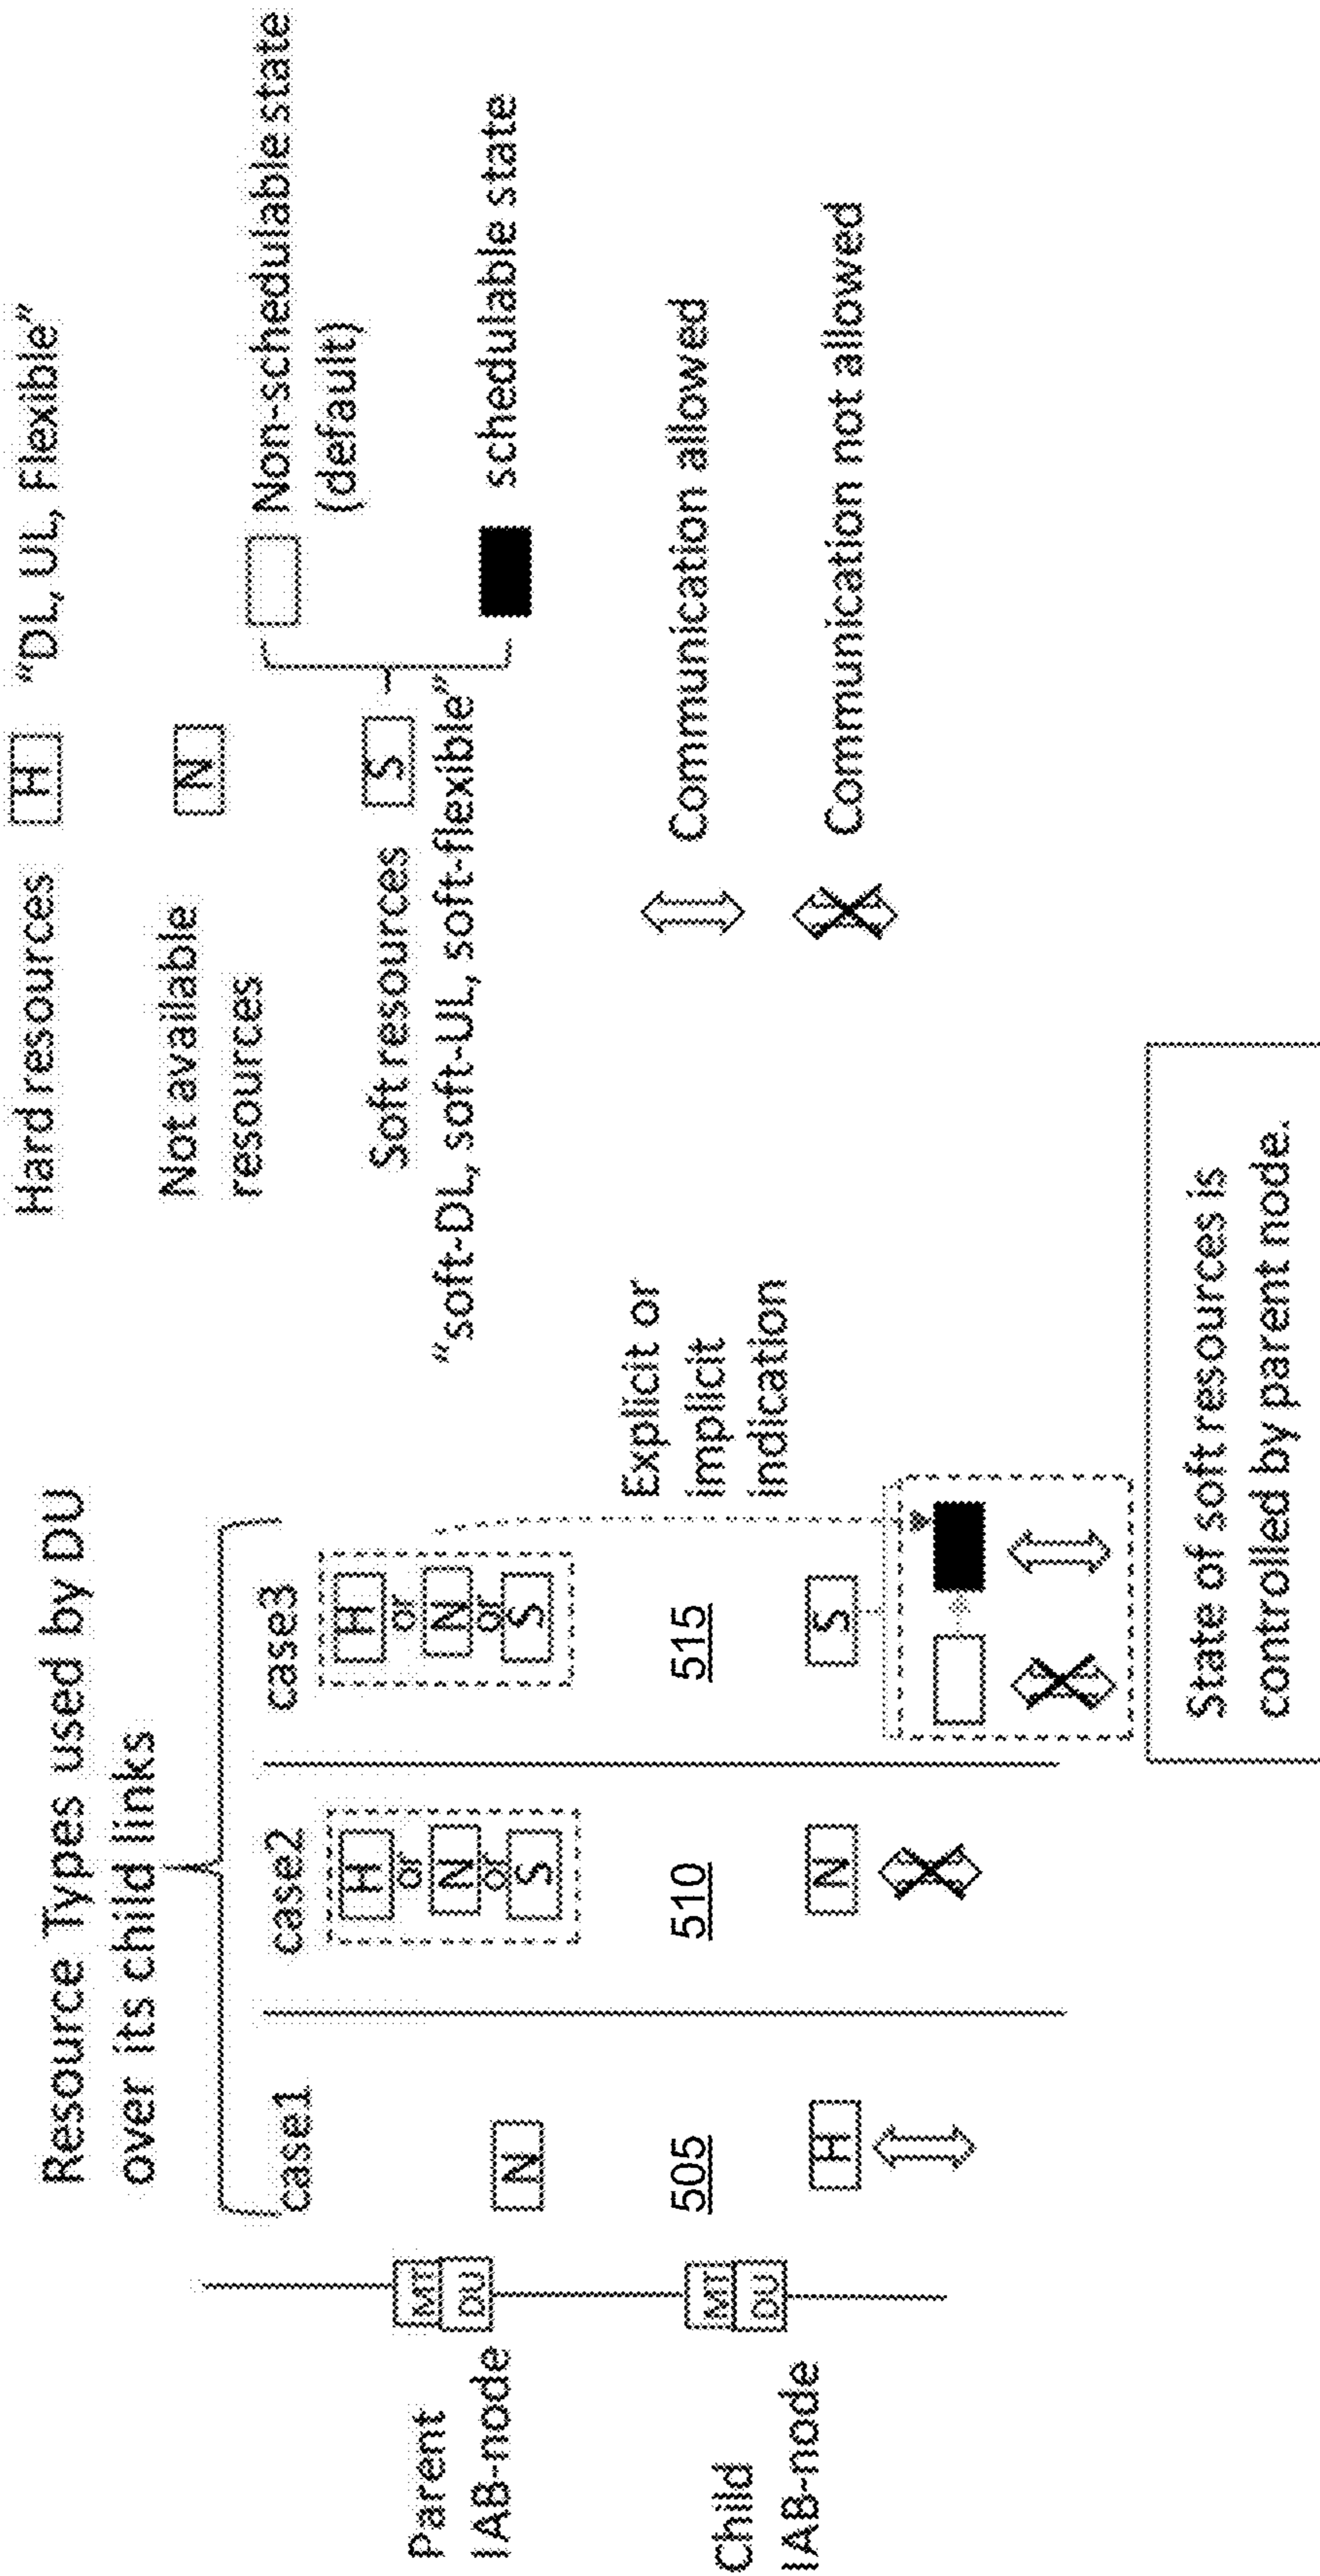 Resource Types used by DU
over its child links
case1
case2
case3
Parent
IAB-node
MT
DU
N
H
or
N
or
S
H
or
N
or
S
505
510
515
Explicit or
implicit
indication
Child
IAB-node
MT
DU
H
N
S
State of soft resources is
controlled by parent node.
Hard resources H "DL, UL, Flexible"
Not available
resources
N
Soft resources S
"soft-DL, soft-UL, soft-flexible"
Non-schedulable state
(default)
schedulable state
Communication allowed
Communication not allowed